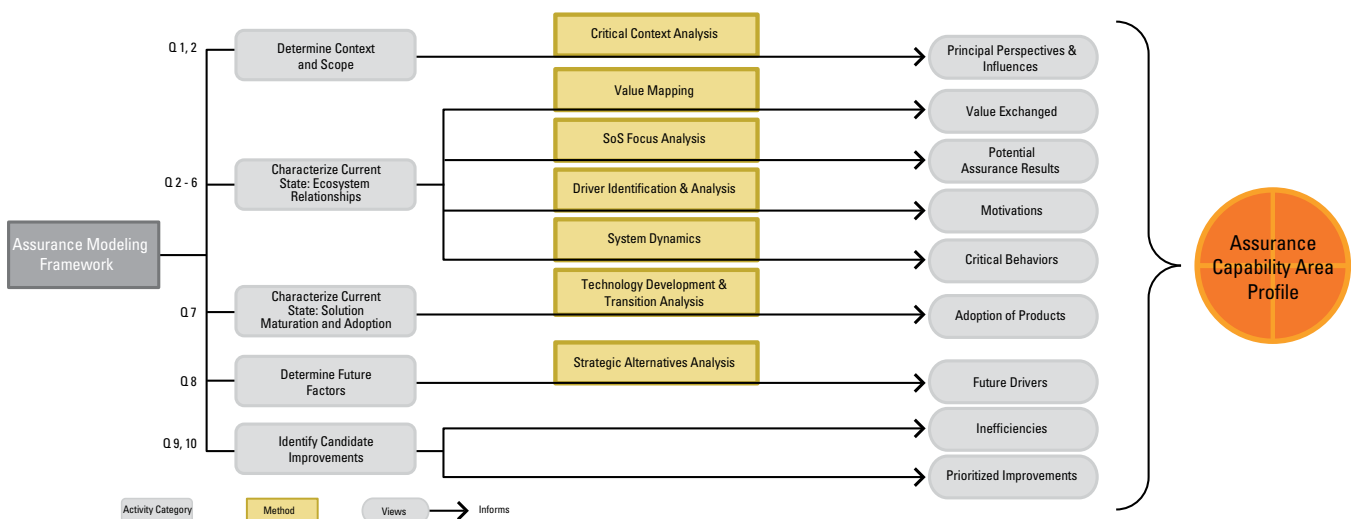 Critical Context Analysis
Q 1, 2
Determine Context
and Scope
Principal Perspectives &
Influences
Value Mapping
Value Exchanged
SoS Focus Analysis
Potential
Assurance Results
Q 2 - 6
Characterize Current
State: Ecosystem
Relationships
Driver Identification & Analysis
Motivations
System Dynamics
Critical Behaviors
Assurance Modeling
Framework
Assurance
Capability Area
Profile
Technology Development &
Transition Analysis
Q 7
Characterize Current
State: Solution
Maturation and Adoption
Adoption of Products
Strategic Alternatives Analysis
Q 8
Determine Future
Factors
Future Drivers
Q 9, 10
Identify Candidate
Improvements
Inefficiencies
Prioritized Improvements
Activity Category
Method
Views
Informs